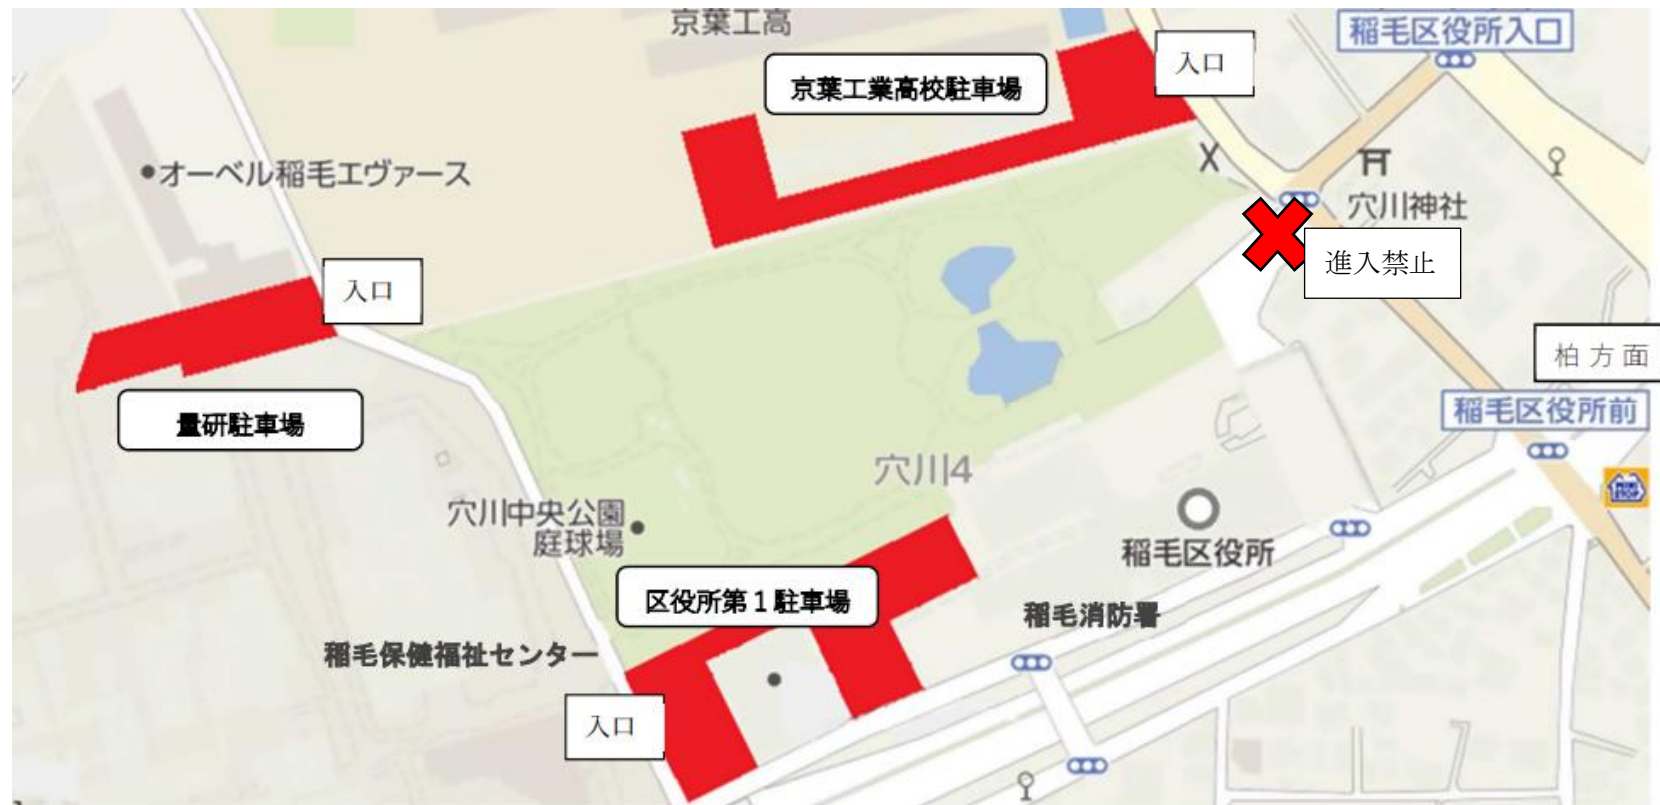 京葉工高
稲毛区役所入口
入口
京葉工業高校駐車場
オーベル稲毛エヴァース
穴川神社
進入禁止
入口
柏方面
稲毛区役所前
量研駐車場
穴川4
穴川中央公園
庭球場
稲毛区役所
区役所第1駐車場
稲毛消防署
稲毛保健福祉センター
入口